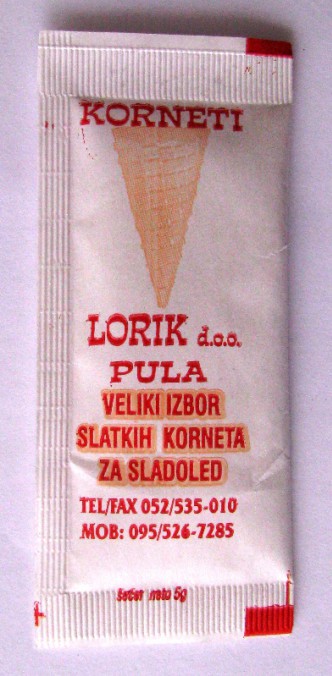 KORNETI
LORIK d.o.o.
PULA
VELIKI IZBOR
SLATKIH KORNETA
ZA SLADOLED
TEL/FAX 052/535-010
MOB: 095/526-7285
šećer neto 5g